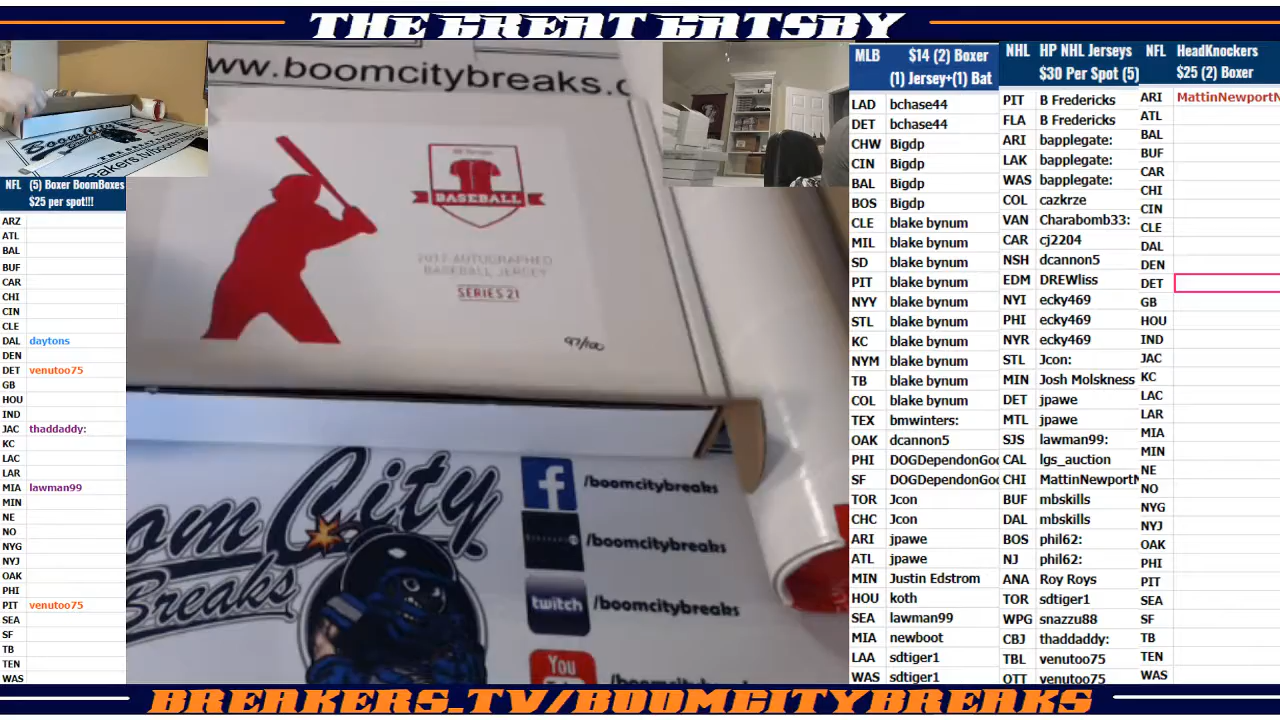 THE GREAT GATSBY
www.boomcitybreaks.c
BASEBALL
2017 AUTOGRAPHED
BASEBALL JERSEY
SERIES 21
97/100
Boom City
Breaks
/boomcitybreaks
/boomcitybreaks
twitch /boomcitybreaks
You
NFL (5) Boxer BoomBoxes
$25 per spot!!!
ARZ
ATL
BAL
BUF
CAR
CHI
CIN
CLE
DAL daytons
DEN
DET venutoo75
GB
HOU
IND
JAC thaddaddy:
KC
LAC
LAR
MIA lawman99
MIN
NE
NO
NYG
NYJ
OAK
PHI
PIT venutoo75
SEA
SF
TB
TEN
WAS
MLB $14 (2) Boxer
(1) Jersey+(1) Bat
LAD bchase44
DET bchase44
CHW Bigdp
CIN Bigdp
BAL Bigdp
BOS Bigdp
CLE blake bynum
MIL blake bynum
SD blake bynum
PIT blake bynum
NYY blake bynum
STL blake bynum
KC blake bynum
NYM blake bynum
TB blake bynum
COL blake bynum
TEX bmwinters:
OAK dcannon5
PHI DOGDependonGoo
SF DOGDependonGoo
TOR Jcon
CHC Jcon
ARI jpawe
ATL jpawe
MIN Justin Edstrom
HOU koth
SEA lawman99
MIA newboot
LAA sdtiger1
WAS sdtiger1
NHL HP NHL Jerseys
$30 Per Spot (5)
PIT B Fredericks
FLA B Fredericks
ARI bapplegate:
LAK bapplegate:
WAS bapplegate:
COL cazkrze
VAN Charabomb33:
CAR cj2204
NSH dcannon5
EDM DREWliss
NYI ecky469
PHI ecky469
NYR ecky469
STL Jcon:
MIN Josh Molskness
DET jpawe
MTL jpawe
SJS lawman99:
CAL lgs_auction
CHI MattinNewportN
BUF mbskills
DAL mbskills
BOS phil62:
NJ phil62:
ANA Roy Roys
TOR sdtiger1
WPG snazzu88
CBJ thaddaddy:
TBL venutoo75
OTT venutoo75
NFL HeadKnockers
$25 (2) Boxer
ARI MattinNewportN
ATL
BAL
BUF
CAR
CHI
CIN
CLE
DAL
DEN
DET
GB
HOU
IND
JAC
KC
LAC
LAR
MIA
MIN
NE
NO
NYG
NYJ
OAK
PHI
PIT
SEA
SF
TB
TEN
WAS
BREAKERS.TV/BOOMCITYBREAKS